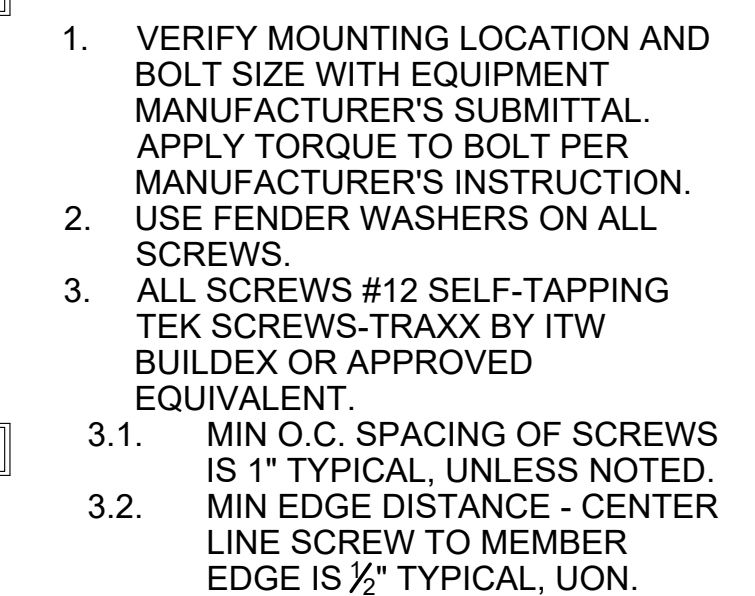 1. VERIFY MOUNTING LOCATION AND
BOLT SIZE WITH EQUIPMENT
MANUFACTURER'S SUBMITTAL.
APPLY TORQUE TO BOLT PER
MANUFACTURER'S INSTRUCTION.
2. USE FENDER WASHERS ON ALL
SCREWS.
3. ALL SCREWS #12 SELF-TAPPING
TEK SCREWS-TRAXX BY ITW
BUILDEX OR APPROVED
EQUIVALENT.
3.1. MIN O.C. SPACING OF SCREWS
IS 1" TYPICAL, UNLESS NOTED.
3.2. MIN EDGE DISTANCE - CENTER
LINE SCREW TO MEMBER
EDGE IS ½" TYPICAL, UON.